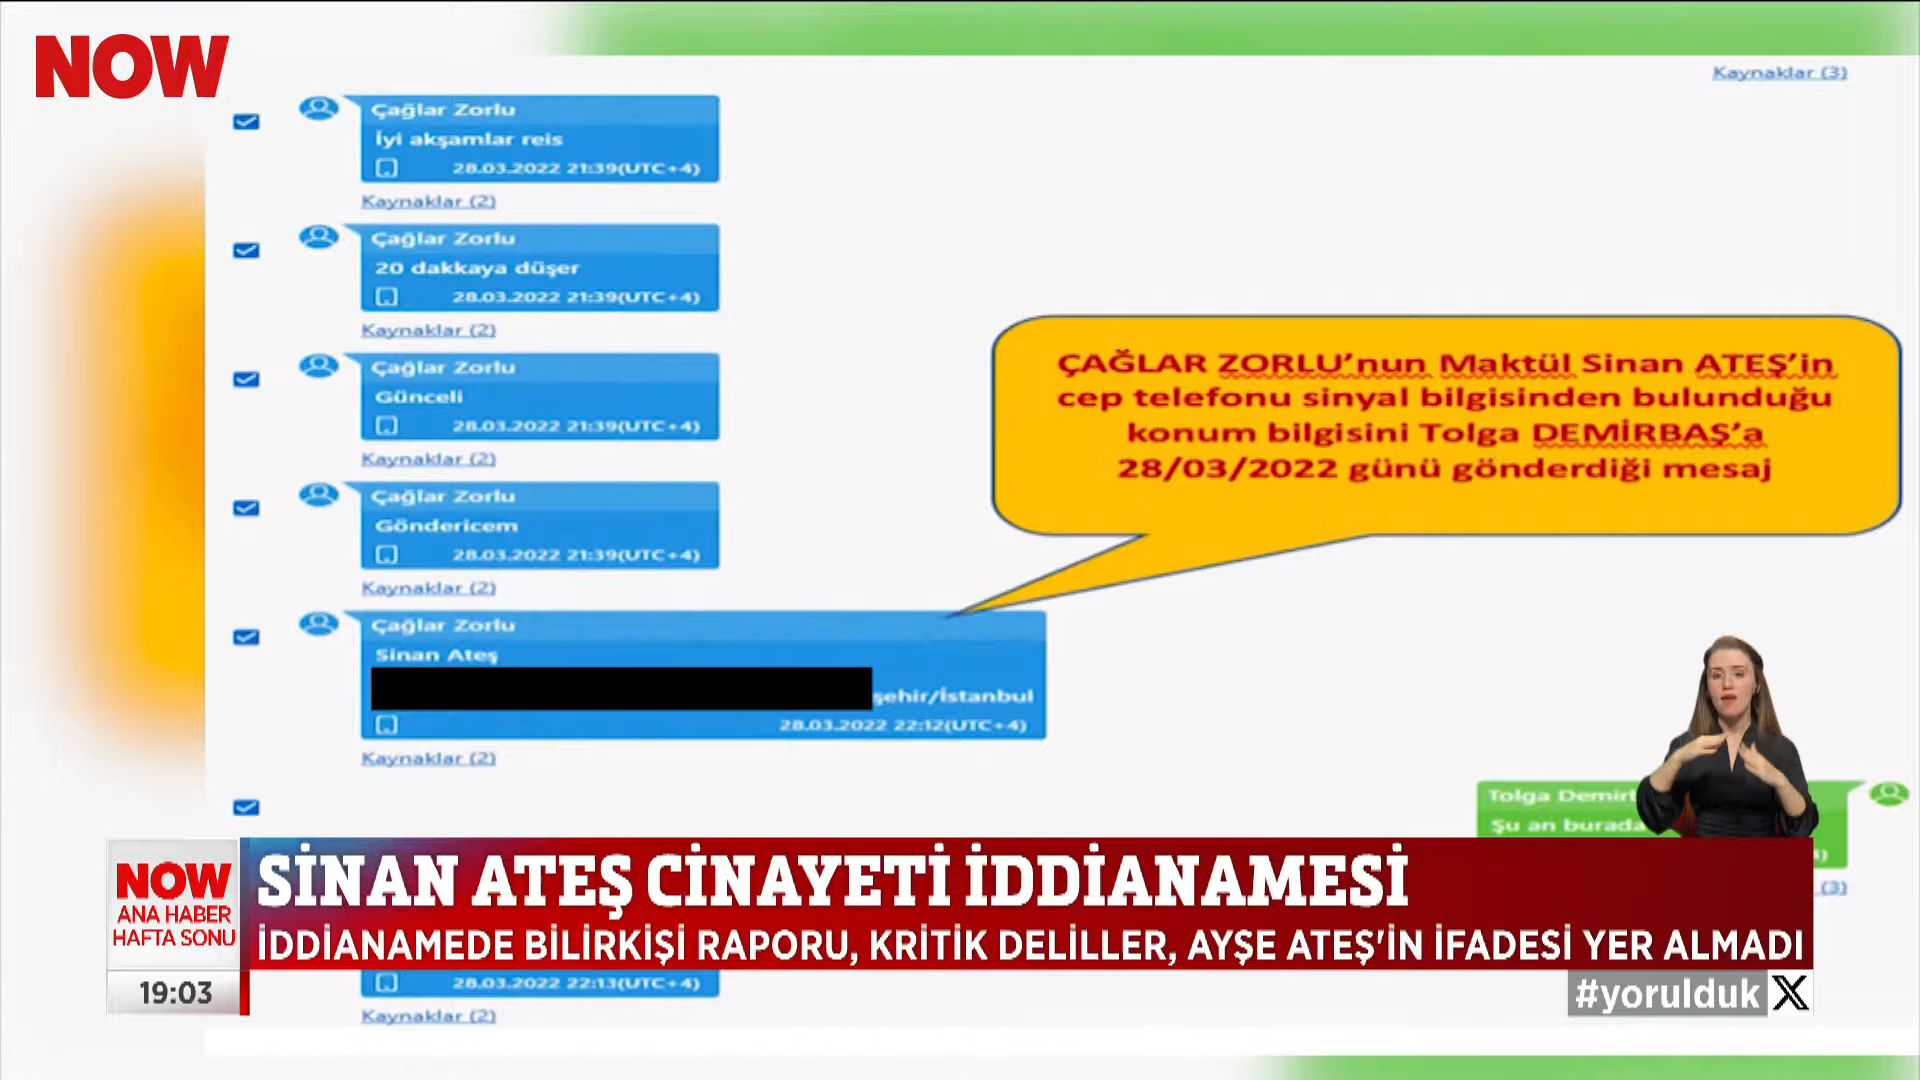 NOW
Kaynaklar (3)
Çağlar Zorlu
İyi akşamlar reis
28.03.2022 21:39(UTC+4)
Kaynaklar (2)
Çağlar Zorlu
20 dakkaya düşer
28.03.2022 21:39(UTC+4)
Kaynaklar (2)
Çağlar Zorlu
Günceli
28.03.2022 21:39(UTC+4)
Kaynaklar (2)
Çağlar Zorlu
Göndericem
28.03.2022 21:39(UTC+4)
Kaynaklar (2)
ÇAĞLAR ZORLU’nun Maktül Sinan ATEŞ’in
cep telefonu sinyal bilgisinden bulunduğu
konum bilgisini Tolga DEMİRBAŞ’a
28/03/2022 günü gönderdiği mesaj
Çağlar Zorlu
Sinan Ateş
şehir/İstanbul
28.03.2022 22:12(UTC+4)
Kaynaklar (2)
Tolga
Şu an burada
(3)
SİNAN ATEŞ CİNAYETİ İDDİANAMESİ
İDDİANAMEDE BİLİRKİŞİ RAPORU, KRİTİK DELİLLER, AYŞE ATEŞ'İN İFADESİ YER ALMADI
NOW
ANA HABER
HAFTA SONU
19:03
28.03.2022 22:13(UTC+4)
Kaynaklar (2)
#yorulduk X